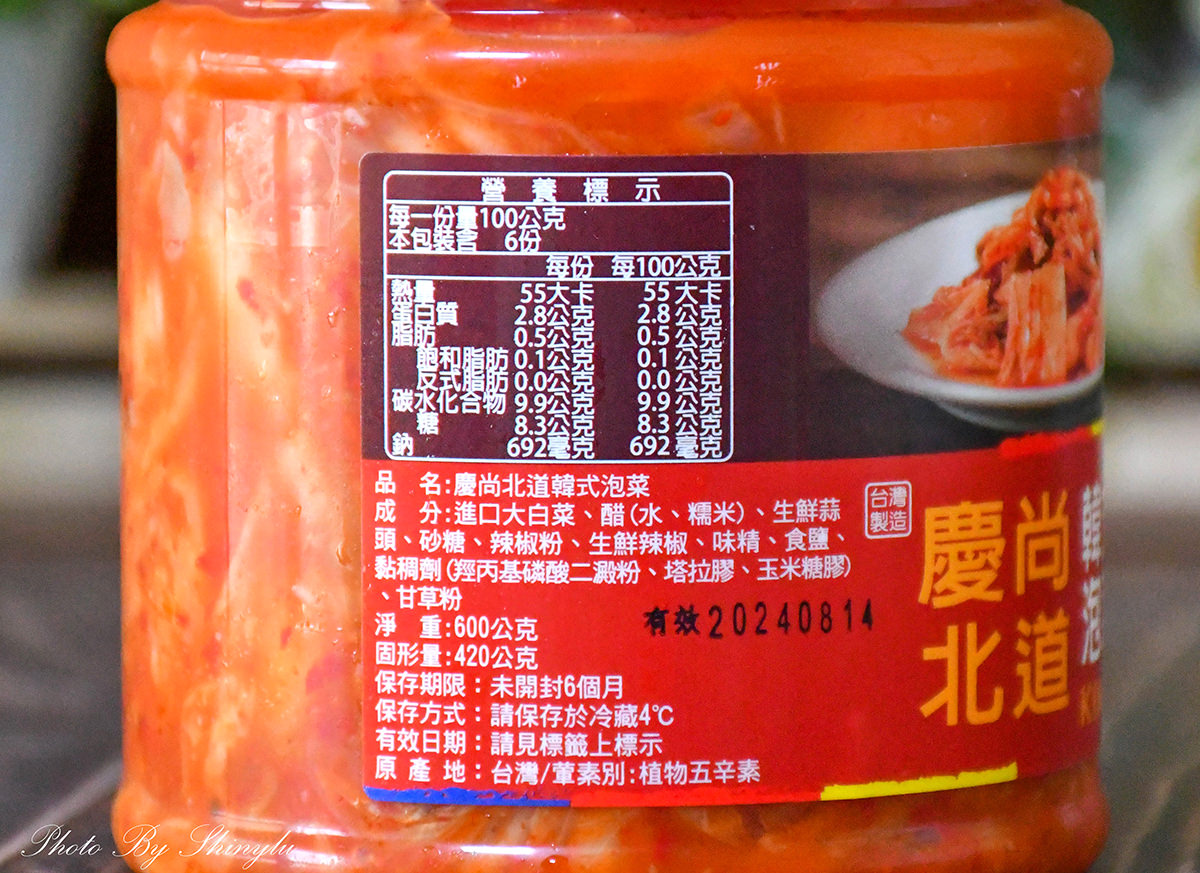 營養標示
每一份量100公克
本包裝含 6份
每份 每100公克
熱量 55大卡 55大卡
蛋白質 2.8公克 2.8公克
脂肪 0.5公克 0.5公克
飽和脂肪 0.1公克 0.1公克
反式脂肪 0.0公克 0.0公克
碳水化合物 9.9公克 9.9公克
糖 8.3公克 8.3公克
鈉 692毫克 692毫克
品 名:慶尚北道韓式泡菜
成 分:進口大白菜、醋(水、糯米)、生鮮蒜
頭、砂糖、辣椒粉、生鮮辣椒、味精、食鹽、
黏稠劑(羥丙基磷酸二澱粉、塔拉膠、玉米糖膠)
、甘草粉
淨 重:600公克
固形量:420公克
保存期限：未開封6個月
保存方式：請保存於冷藏4℃
有效日期：請見標籤上標示
原 產 地：台灣/葷素別:植物五辛素
有效20240814
台灣
製造
慶尚
北道
韓
泡
Photo By Shinylu